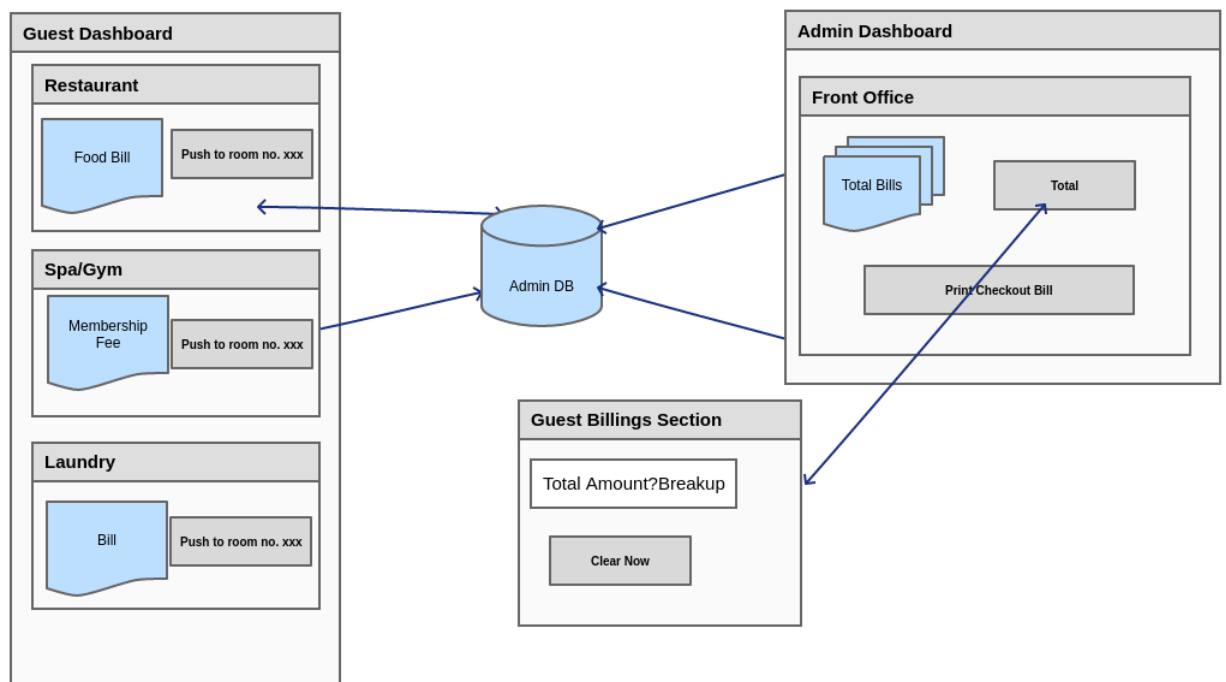 Guest Dashboard
Restaurant
Food Bill
Push to room no. xxx
Spa/Gym
Membership
Fee
Push to room no. xxx
Laundry
Bill
Push to room no. xxx
Admin DB
Admin Dashboard
Front Office
Total Bills
Total
Print Checkout Bill
Guest Billings Section
Total Amount?Breakup
Clear Now